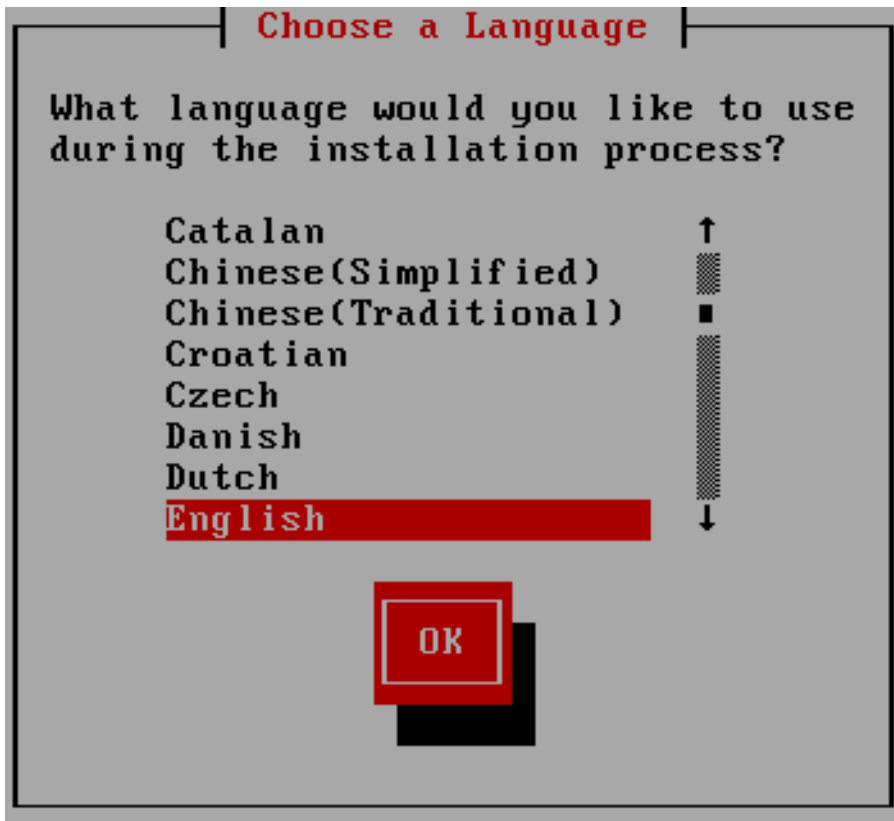 Choose a Language
What language would you like to use
during the installation process?
Catalan
Chinese(Simplified)
Chinese(Traditional)
Croatian
Czech
Danish
Dutch
English
OK